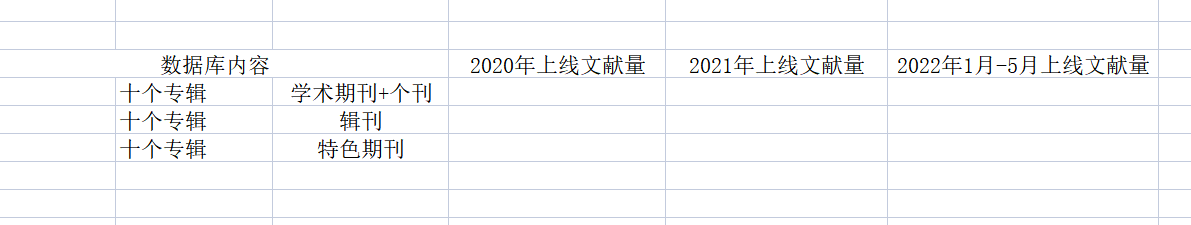 数据库内容 2020年上线文献量 2021年上线文献量 2022年1月-5月上线文献量
十个专辑 学术期刊+个刊
十个专辑 辑刊
十个专辑 特色期刊